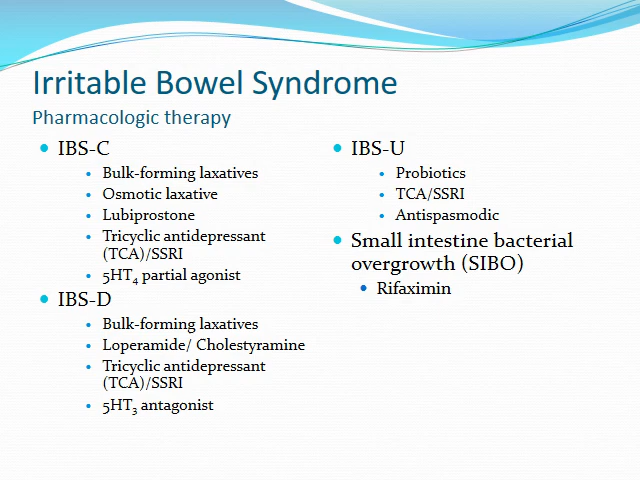 Irritable Bowel Syndrome
Pharmacologic therapy
• IBS-C
• Bulk-forming laxatives
• Osmotic laxative
• Lubiprostone
• Tricyclic antidepressant
(TCA)/SSRI
• 5HT₄ partial agonist
• IBS-D
• Bulk-forming laxatives
• Loperamide/ Cholestyramine
• Tricyclic antidepressant
(TCA)/SSRI
• 5HT₃ antagonist
• IBS-U
• Probiotics
• TCA/SSRI
• Antispasmodic
• Small intestine bacterial
overgrowth (SIBO)
• Rifaximin